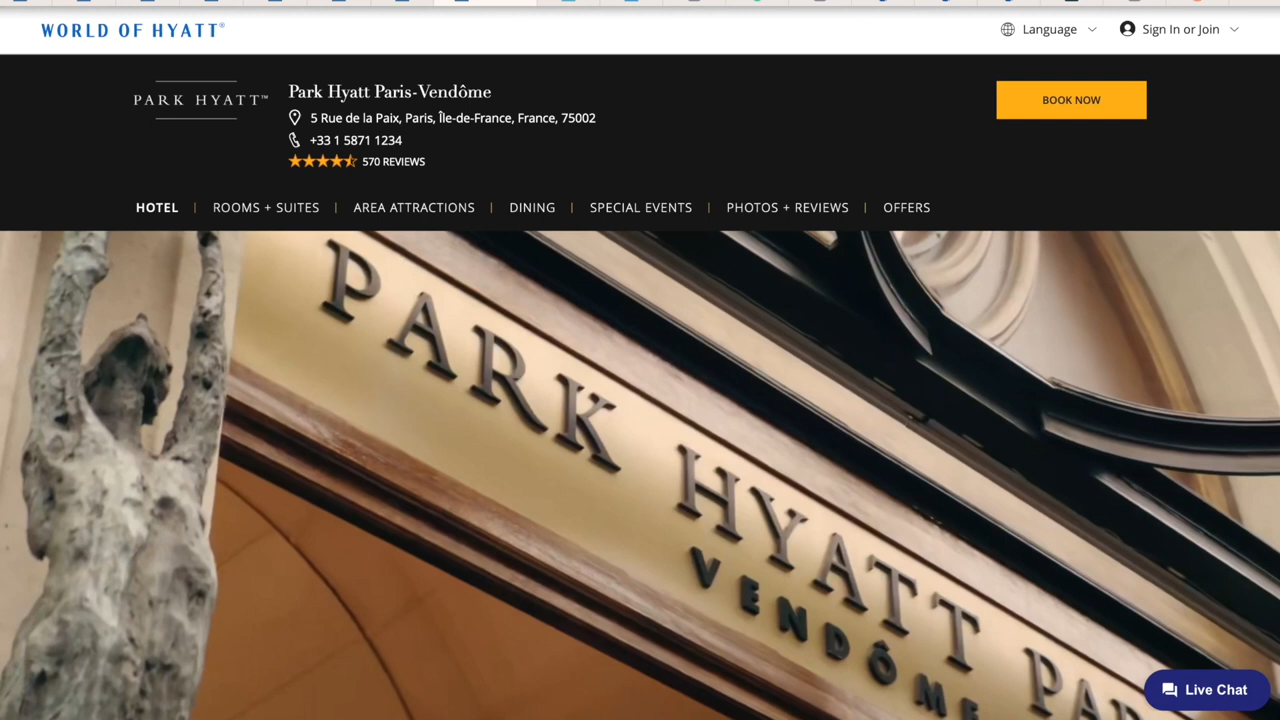 WORLD OF HYATT®
Language
Sign In or Join
PARK HYATT™
Park Hyatt Paris-Vendôme
5 Rue de la Paix, Paris, Île-de-France, France, 75002
+33 1 5871 1234
570 REVIEWS
BOOK NOW
HOTEL | ROOMS + SUITES | AREA ATTRACTIONS | DINING | SPECIAL EVENTS | PHOTOS + REVIEWS | OFFERS
PARK HYATT
VENDÔME
Live Chat